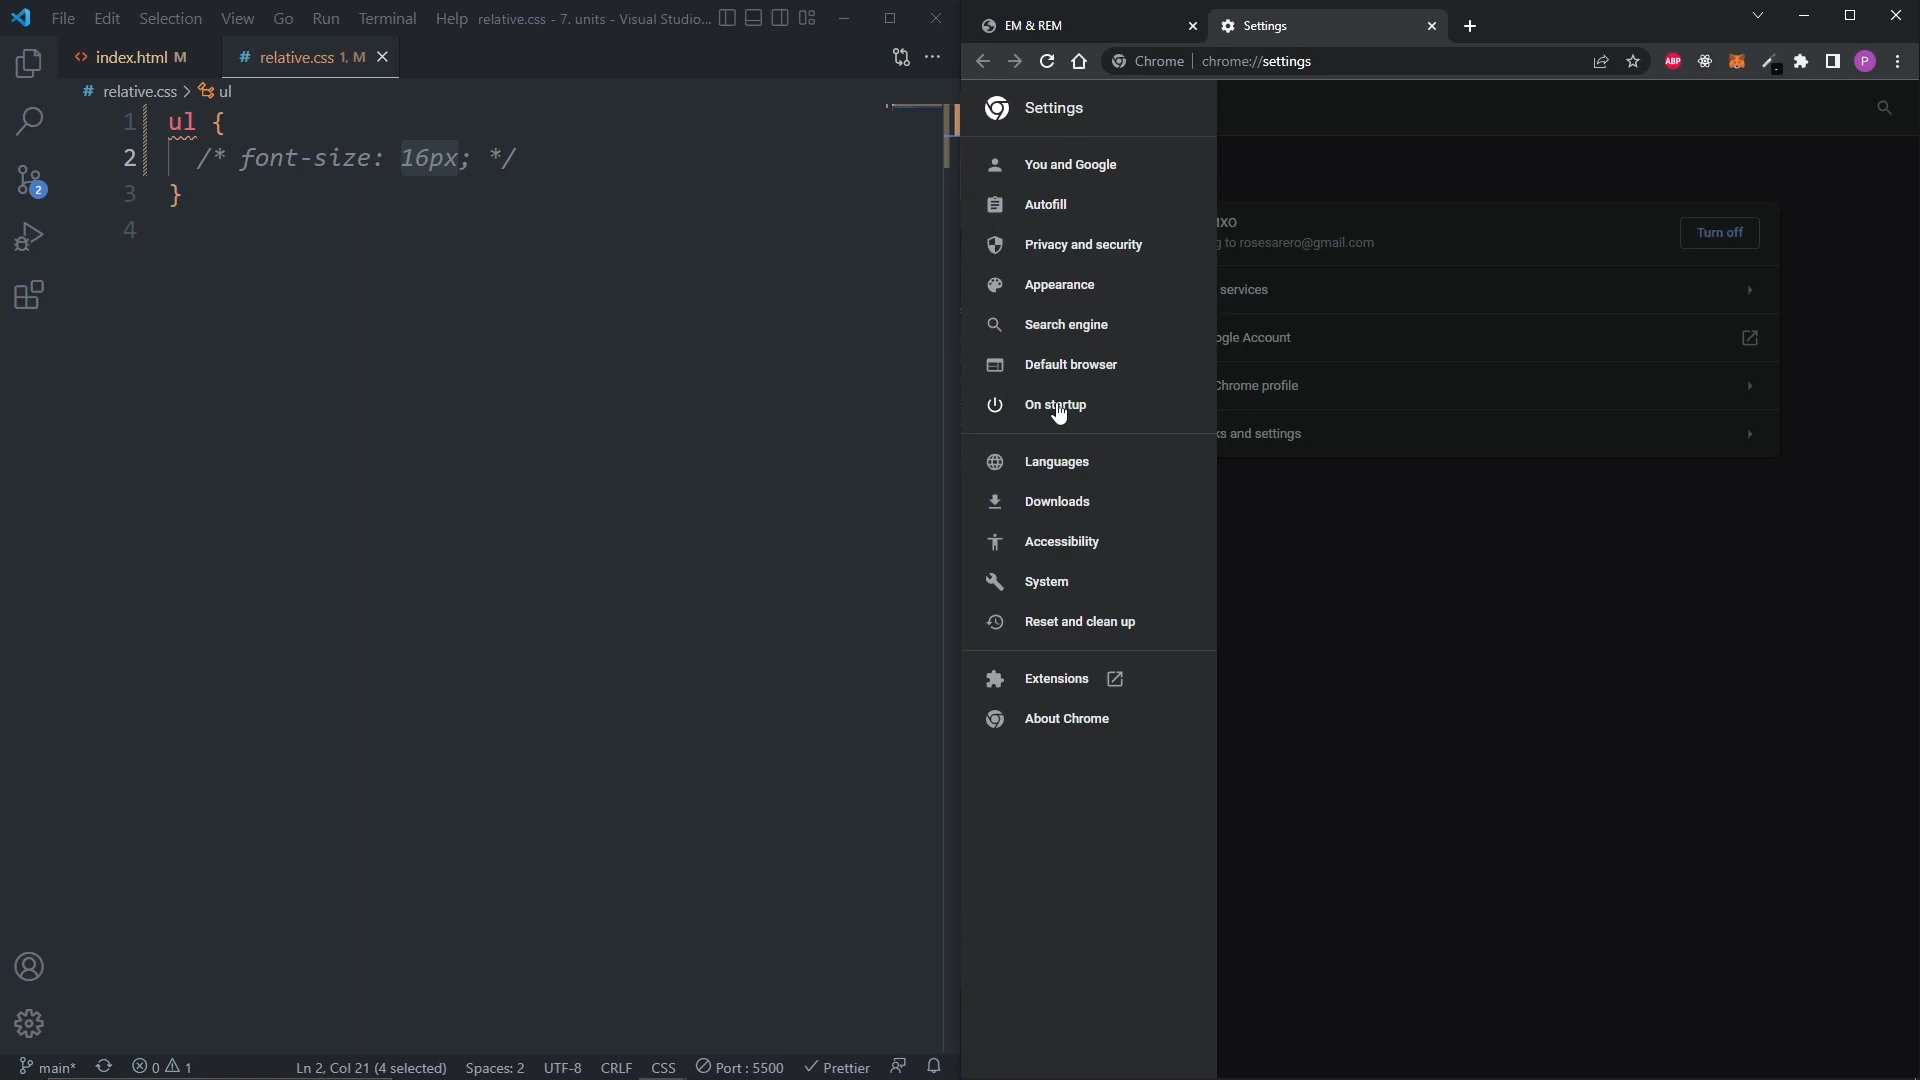 File Edit Selection View Go Run Terminal Help relative.css - 7. units - Visual Studio...
index.html M
relative.css 1, M
# relative.css > ul
1 ul {
2 /* font-size: 16px; */
3 }
4
2
main* 0 1 Ln 2, Col 21 (4 selected) Spaces: 2 UTF-8 CRLF CSS Port : 5500 Prettier
EM & REM
Settings
Chrome | chrome://settings
ABP
P
Settings
You and Google
Autofill
Privacy and security
Appearance
Search engine
Default browser
On startup
Languages
Downloads
Accessibility
System
Reset and clean up
Extensions
About Chrome
g to rosesarero@gmail.com
Turn off
services
ogle Account
Chrome profile
ks and settings